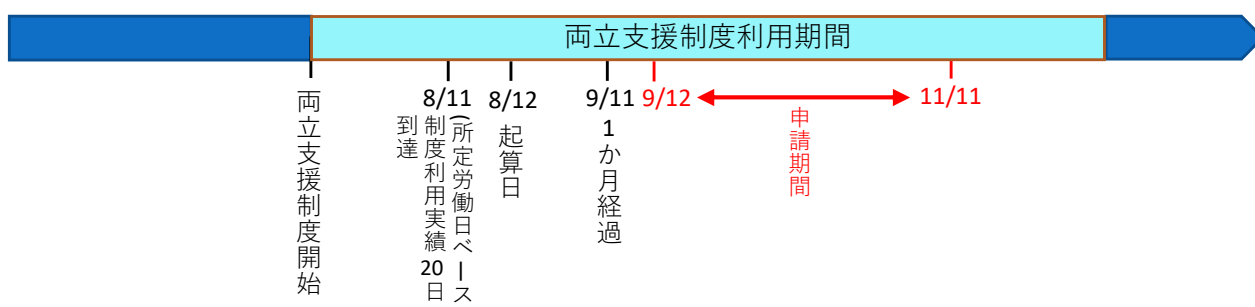 両立支援制度利用期間
両立支援制度開始
8/11
(所定労働日ベース
制度利用実績20日
到達
8/12
起算日
9/11
1か月経過
9/12
申請期間
11/11